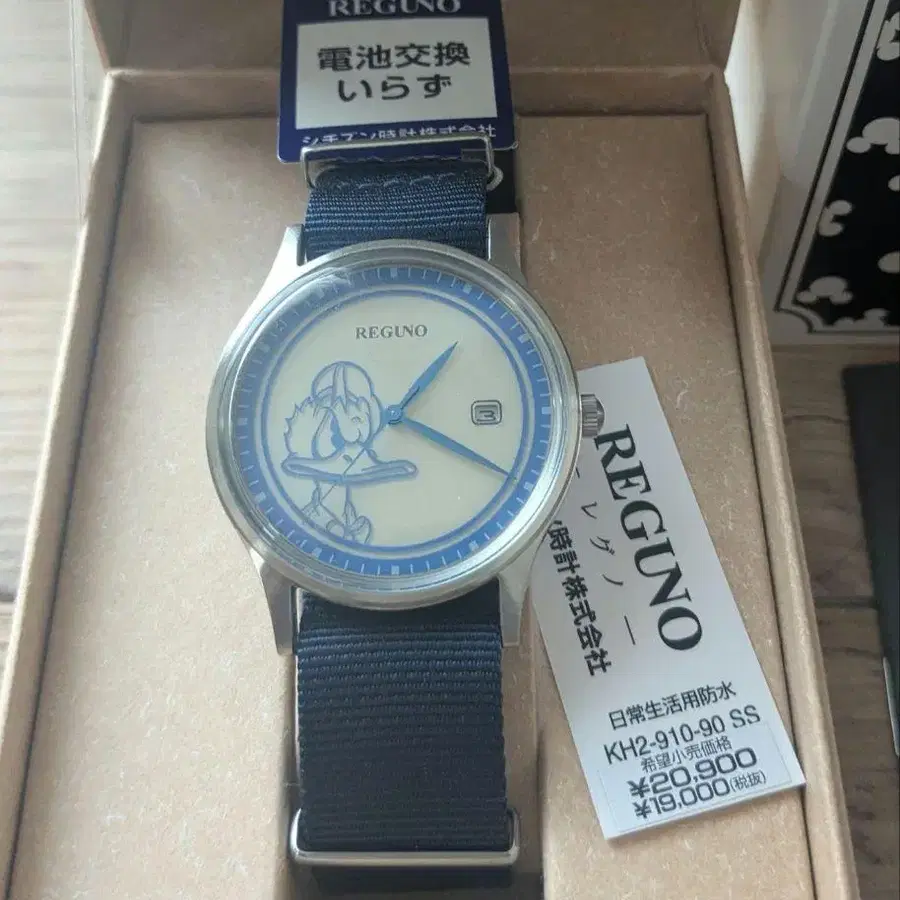 REGUNO
電池交換
いらず
シチズン時計株式会社
REGUNO
3
REGUNO
レグノ
時計株式会社
日常生活用防水
KH2-910-90 SS
希望小売価格
¥20,900
¥19,000(税抜)